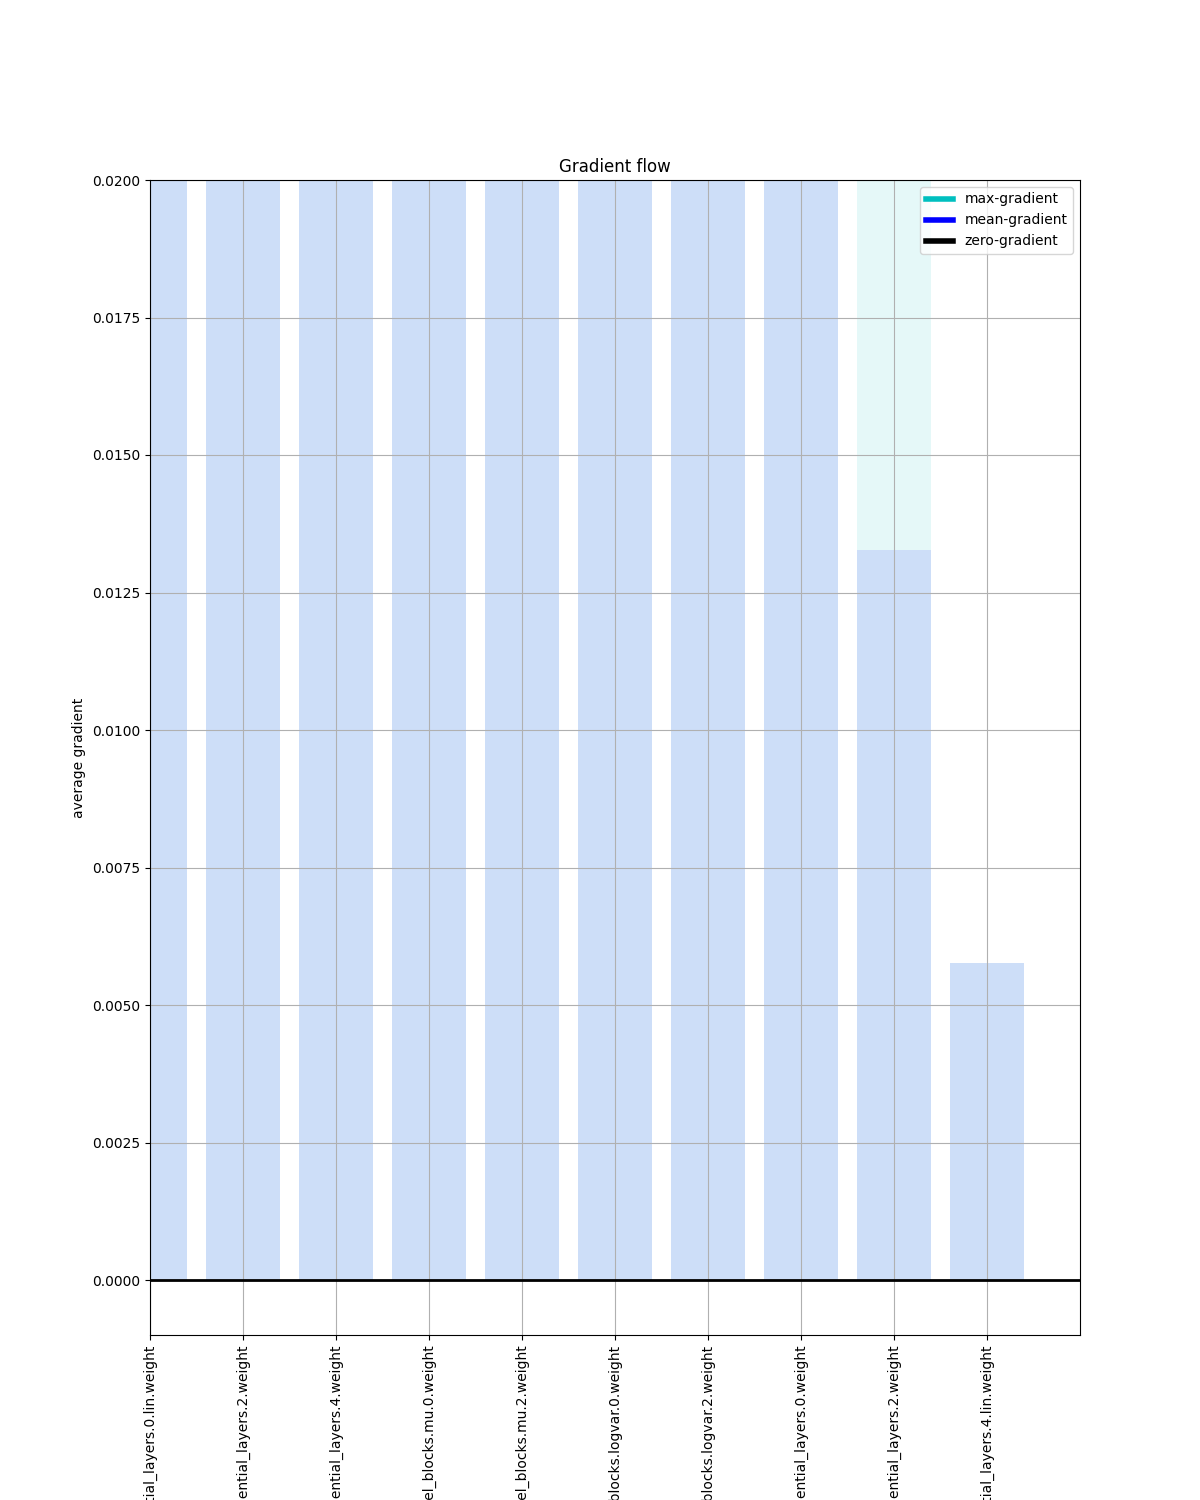 Gradient flow
max-gradient
mean-gradient
zero-gradient
0.0200
0.0175
0.0150
0.0125
0.0100
0.0075
0.0050
0.0025
0.0000
average gradient
tial_layers.0.lin.weight
ential_layers.2.weight
ential_layers.4.weight
el_blocks.mu.0.weight
el_blocks.mu.2.weight
blocks.logvar.0.weight
blocks.logvar.2.weight
ential_layers.0.weight
ential_layers.2.weight
tial_layers.4.lin.weight